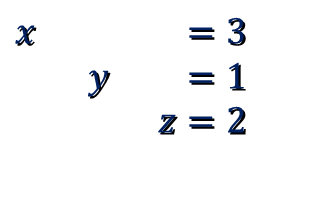 x = 3
y = 1
z = 2